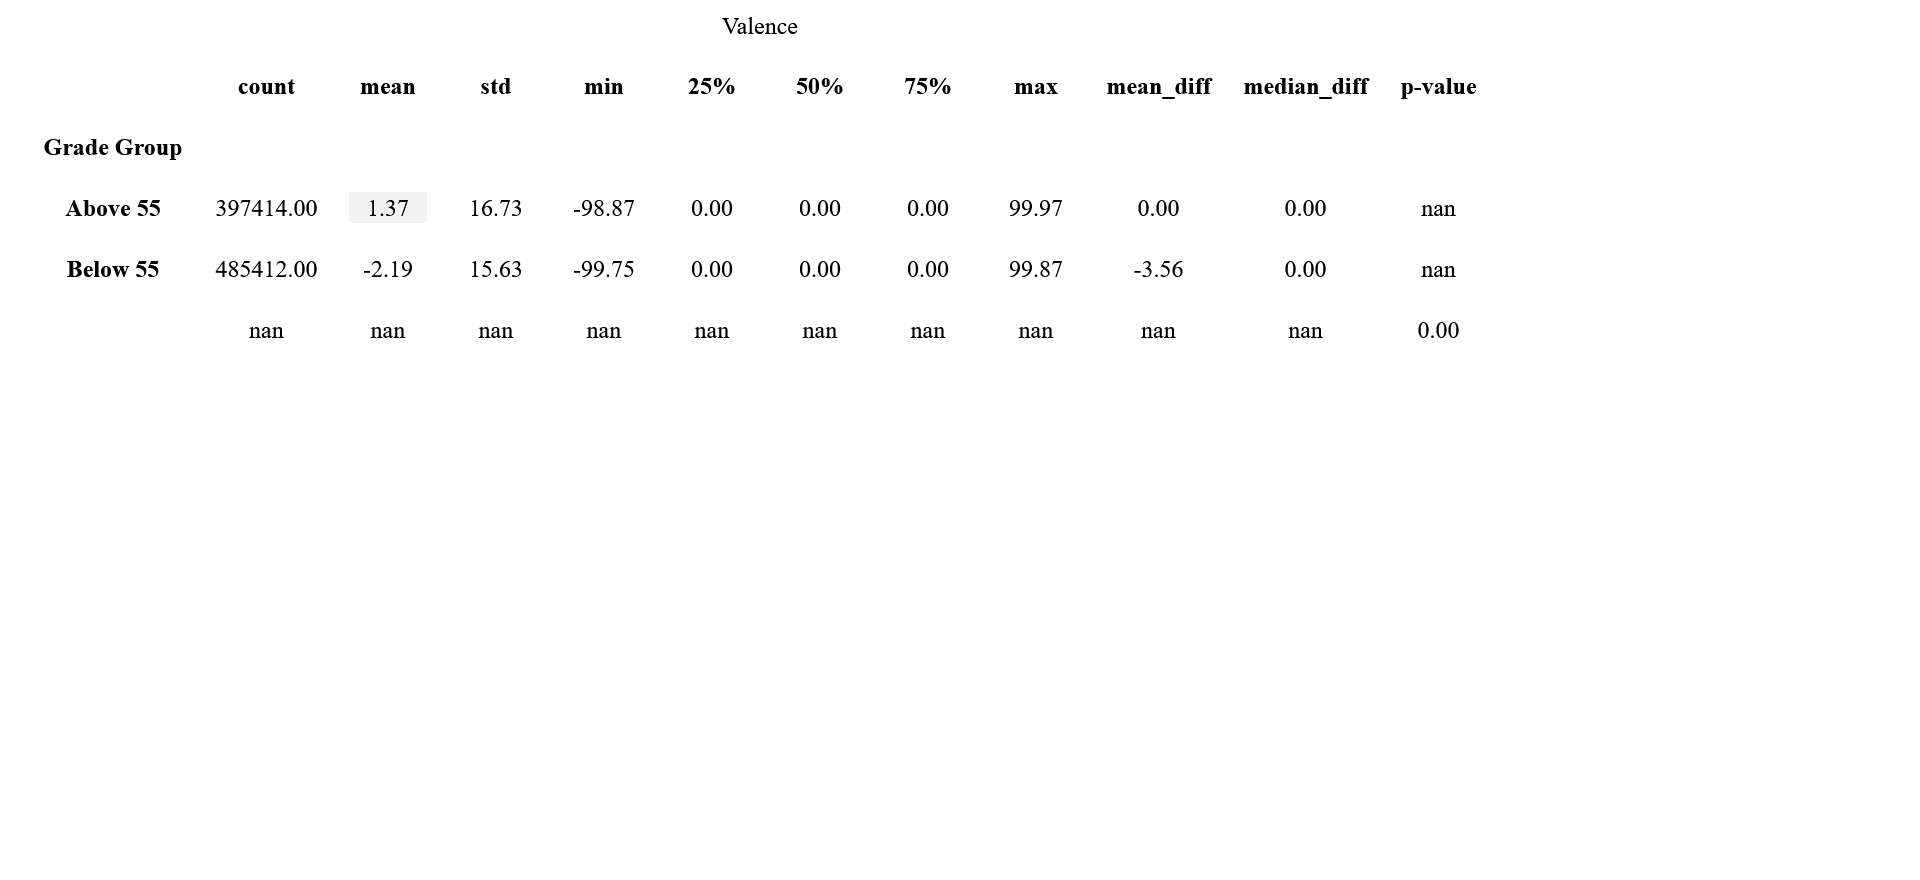 Valence
count mean std min 25% 50% 75% max mean_diff median_diff p-value
Grade Group
Above 55 397414.00 1.37 16.73 -98.87 0.00 0.00 0.00 99.97 0.00 0.00 nan
Below 55 485412.00 -2.19 15.63 -99.75 0.00 0.00 0.00 99.87 -3.56 0.00 nan
nan nan nan nan nan nan nan nan nan nan 0.00